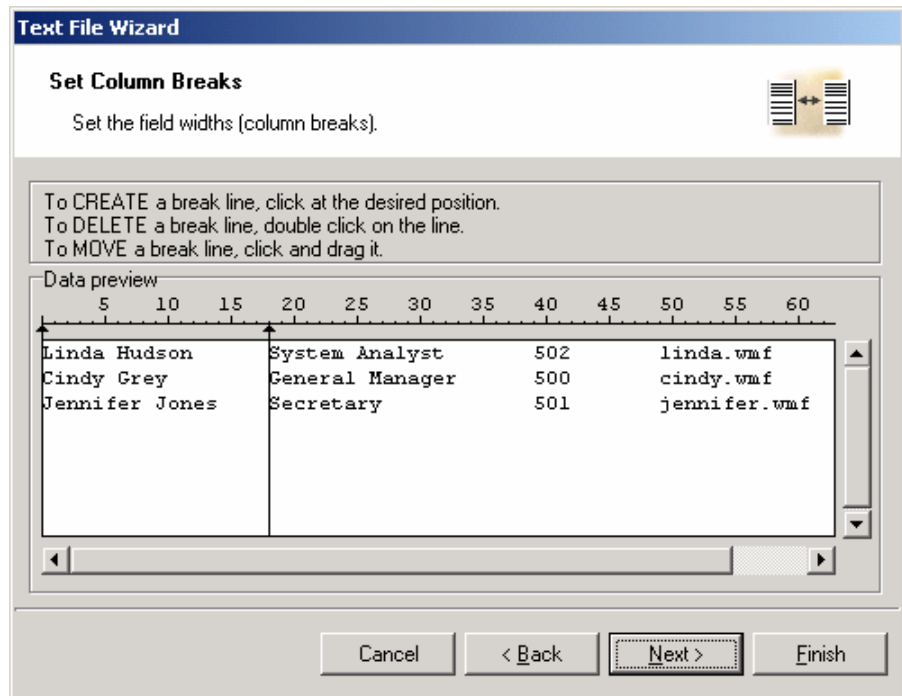 Text File Wizard
Set Column Breaks
Set the field widths (column breaks).
To CREATE a break line, click at the desired position.
To DELETE a break line, double click on the line.
To MOVE a break line, click and drag it.
Data preview
5 10 15 20 25 30 35 40 45 50 55 60
Linda Hudson System Analyst 502 linda.wmf
Cindy Grey General Manager 500 cindy.wmf
Jennifer Jones Secretary 501 jennifer.wmf
Cancel < Back Next > Finish